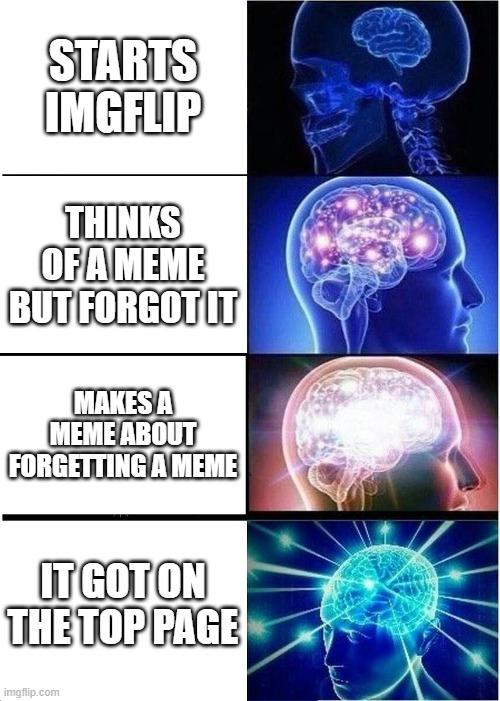 STARTS
IMGFLIP
THINKS
OF A MEME
BUT FORGOT IT
MAKES A
MEME ABOUT
FORGETTING A MEME
IT GOT ON
THE TOP PAGE
imgflip.com